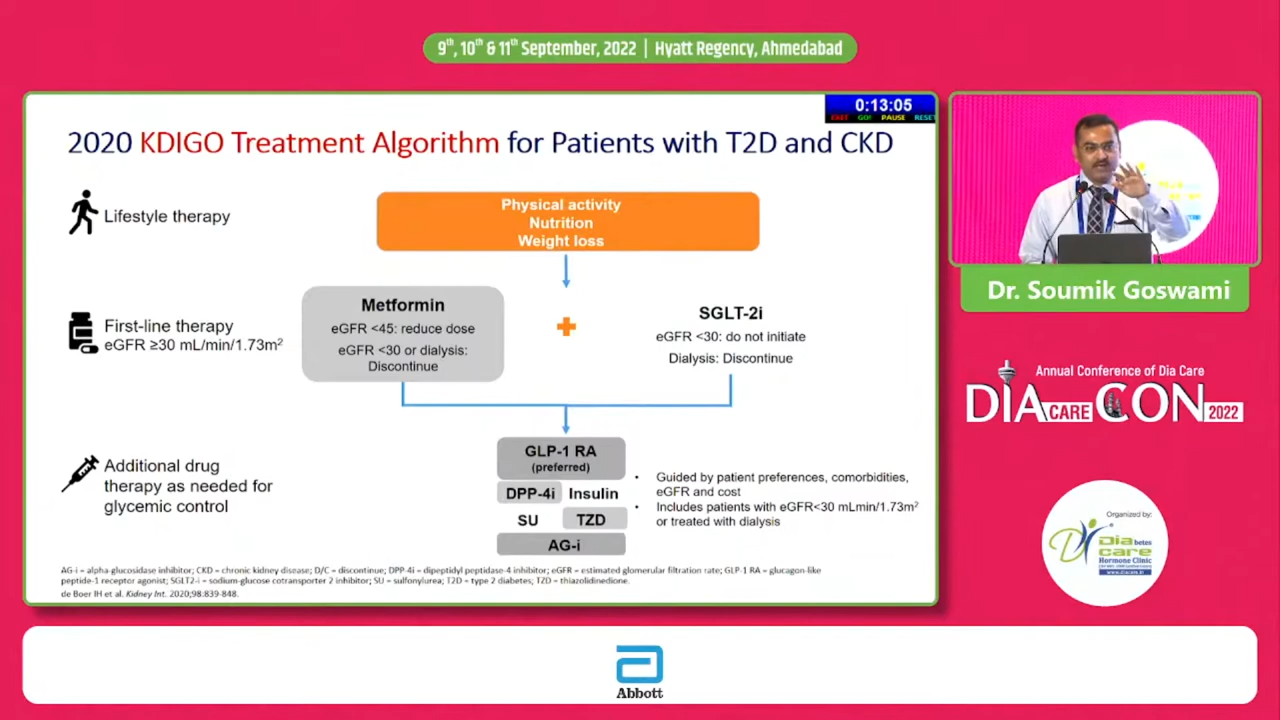 9th, 10th & 11th September, 2022 | Hyatt Regency, Ahmedabad
0:13:05
EXIT GO! PAUSE RESET
2020 KDIGO Treatment Algorithm for Patients with T2D and CKD
Lifestyle therapy
Physical activity
Nutrition
Weight loss
First-line therapy
eGFR ≥30 mL/min/1.73m²
Metformin
eGFR <45: reduce dose
eGFR <30 or dialysis:
Discontinue
SGLT-2i
eGFR <30: do not initiate
Dialysis: Discontinue
Additional drug
therapy as needed for
glycemic control
GLP-1 RA
(preferred)
DPP-4i Insulin
SU TZD
AG-i
• Guided by patient preferences, comorbidities,
eGFR and cost
• Includes patients with eGFR<30 mLmin/1.73m²
or treated with dialysis
AG-i = alpha-glucosidase inhibitor; CKD = chronic kidney disease; D/C = discontinue; DPP-4i = dipeptidyl peptidase-4 inhibitor; eGFR = estimated glomerular filtration rate; GLP-1 RA = glucagon-like
peptide-1 receptor agonist; SGLT2-i = sodium-glucose cotransporter 2 inhibitor; SU = sulfonylurea; T2D = type 2 diabetes; TZD = thiazolidinedione.
de Boer IH et al. Kidney Int. 2020;98:839-848.
Dr. Soumik Goswami
Annual Conference of Dia Care
DIA CARE CON 2022
Organized by:
Diabetes
care
Hormone Clinic
www.diacare.in
Abbott